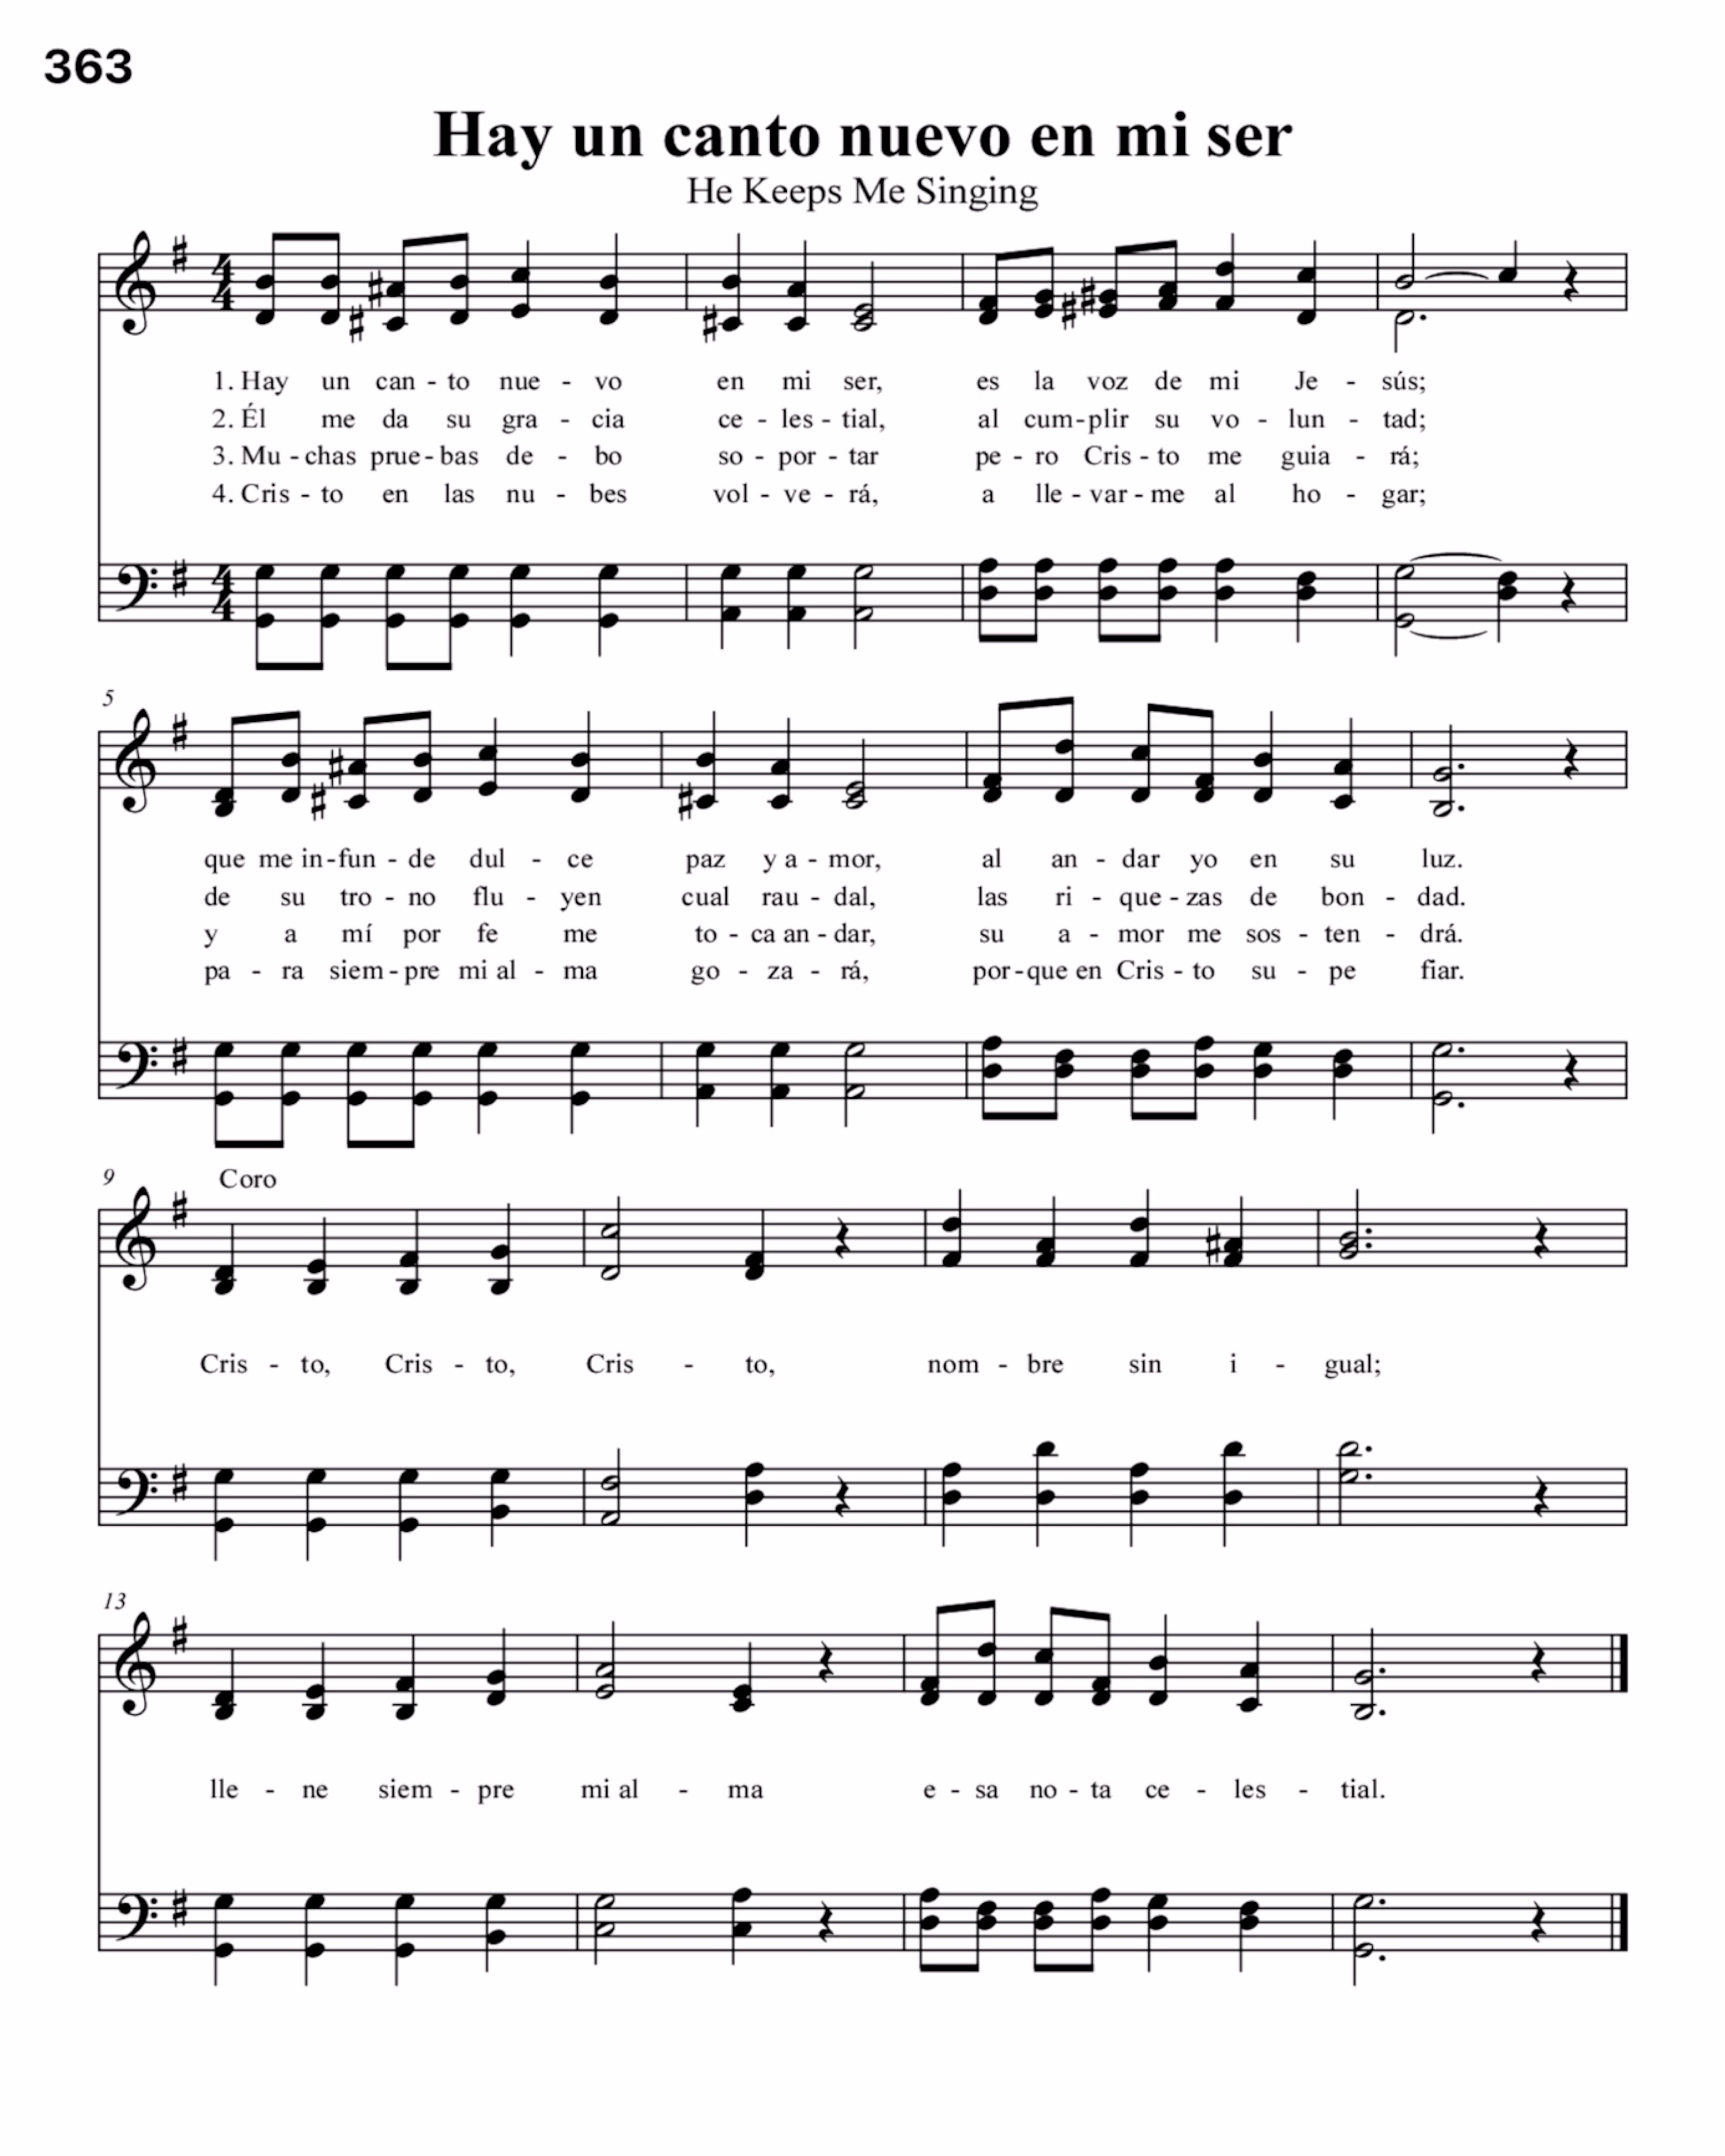 363
Hay un canto nuevo en mi ser
He Keeps Me Singing
1. Hay un can - to nue - vo en mi ser, es la voz de mi Je - sús;
2. Él me da su gra - cia ce - les - tial, al cum - plir su vo - lun - tad;
3. Mu - chas prue - bas de - bo so - por - tar pe - ro Cris - to me guia - rá;
4. Cris - to en las nu - bes vol - ve - rá, a lle - var - me al ho - gar;
5
que me in - fun - de dul - ce paz y a - mor, al an - dar yo en su luz.
de su tro - no flu - yen cual rau - dal, las ri - que - zas de bon - dad.
y a mí por fe me to - ca an - dar, su a - mor me sos - ten - drá.
pa - ra siem - pre mi al - ma go - za - rá, por - que en Cris - to su - pe fiar.
9 Coro
Cris - to, Cris - to, Cris - to, nom - bre sin i - gual;
13
lle - ne siem - pre mi al - ma e - sa no - ta ce - les - tial.